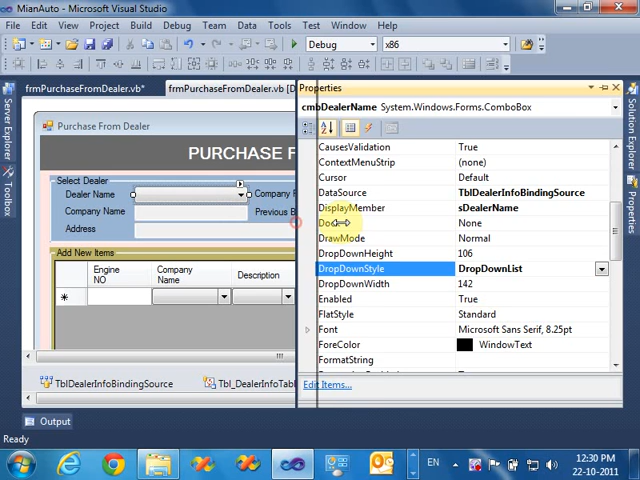 MianAuto - Microsoft Visual Studio
File Edit View Project Build Debug Team Data Tools Test Window Help
Debug x86
frmPurchaseFromDealer.vb* frmPurchaseFromDealer.vb [D
Properties
cmbDealerName System.Windows.Forms.ComboBox
Server Explorer
Toolbox
Solution Explorer
Properties
Purchase From Dealer
PURCHASE F
Select Dealer
Dealer Name Company F
Company Name Previous B
Address
Add New Items
Engine NO Company Name Description
CausesValidation True
ContextMenuStrip (none)
Cursor Default
DataSource TblDealerInfoBindingSource
DisplayMember sDealerName
None
DrawMode Normal
DropDownHeight 106
DropDownStyle DropDownList
DropDownWidth 142
Enabled True
FlatStyle Standard
Font Microsoft Sans Serif, 8.25pt
ForeColor WindowText
FormatString
Edit Items...
TblDealerInfoBindingSource Tbl_DealerInfoTabl
Output
Ready
EN
12:30 PM
22-10-2011